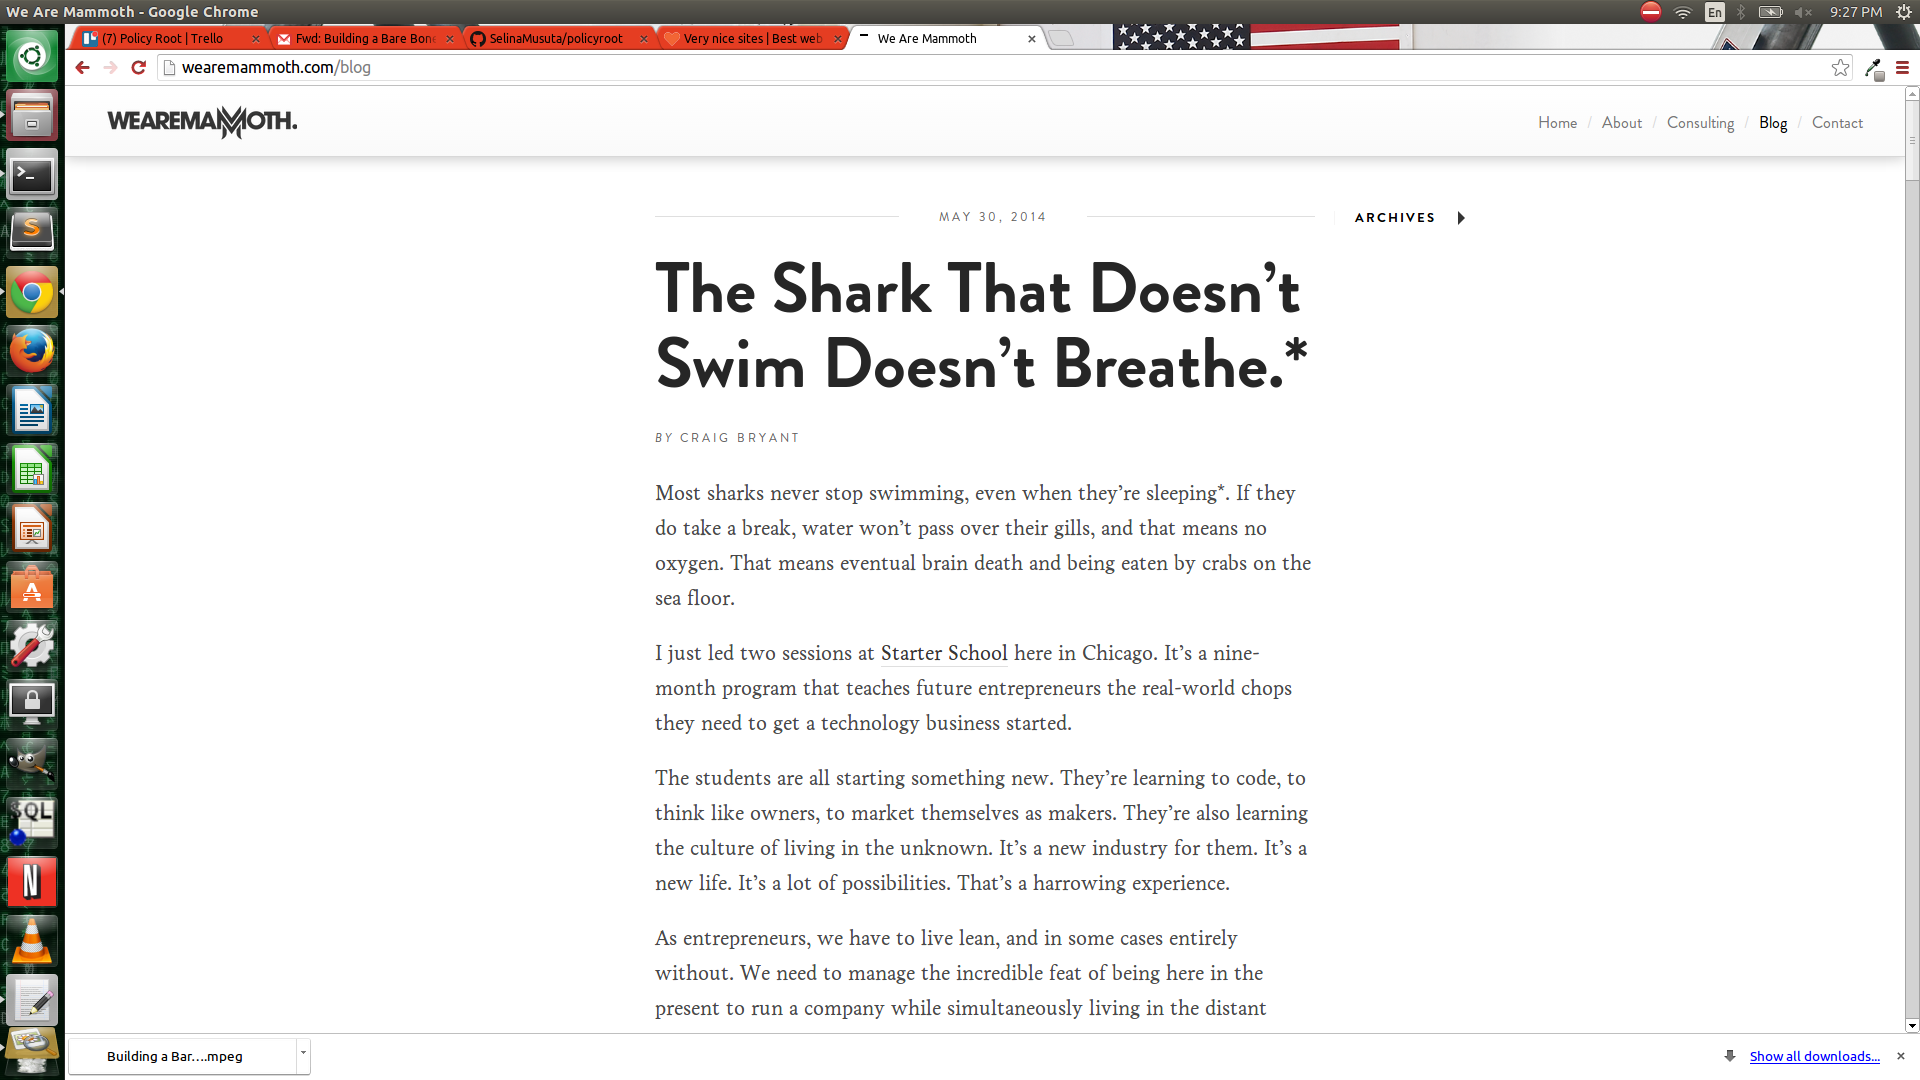 We Are Mammoth - Google Chrome
En
9:27 PM
(7) Policy Root | Trello
Fwd: Building a Bare Bone
SelinaMusuta/policyroot
Very nice sites | Best web
We Are Mammoth
wearemammoth.com/blog
WEAREMAMMOTH.
Home / About / Consulting / Blog / Contact
MAY 30, 2014
ARCHIVES
The Shark That Doesn’t
Swim Doesn’t Breathe.*
BY CRAIG BRYANT
Most sharks never stop swimming, even when they’re sleeping*. If they
do take a break, water won’t pass over their gills, and that means no
oxygen. That means eventual brain death and being eaten by crabs on the
sea floor.
I just led two sessions at Starter School here in Chicago. It’s a nine-
month program that teaches future entrepreneurs the real-world chops
they need to get a technology business started.
The students are all starting something new. They’re learning to code, to
think like owners, to market themselves as makers. They’re also learning
the culture of living in the unknown. It’s a new industry for them. It’s a
new life. It’s a lot of possibilities. That’s a harrowing experience.
As entrepreneurs, we have to live lean, and in some cases entirely
without. We need to manage the incredible feat of being here in the
present to run a company while simultaneously living in the distant
SQL
N
Building a Bar....mpeg
Show all downloads...